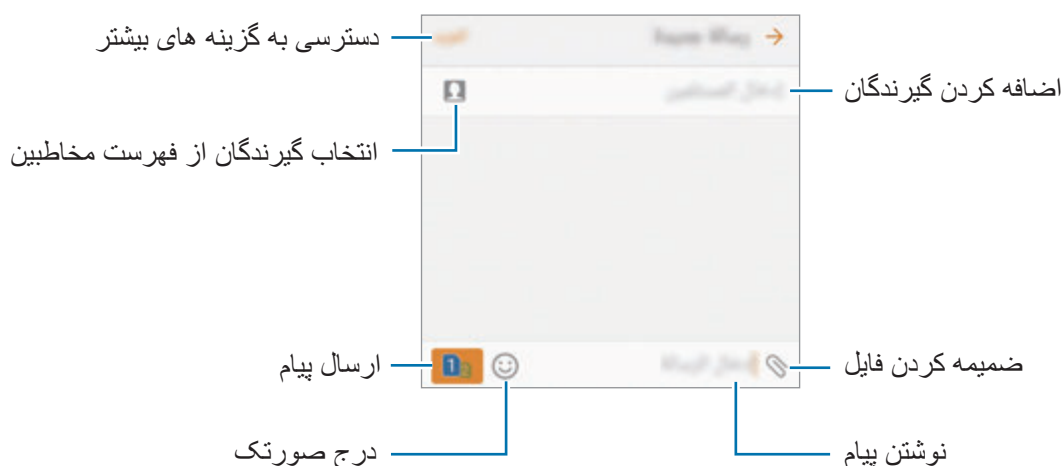 دسترسی به گزینه های بیشتر
اضافه کردن گیرندگان
انتخاب گیرندگان از فهرست مخاطبین
ضمیمه کردن فایل
ارسال پیام
نوشتن پیام
درج صورتک